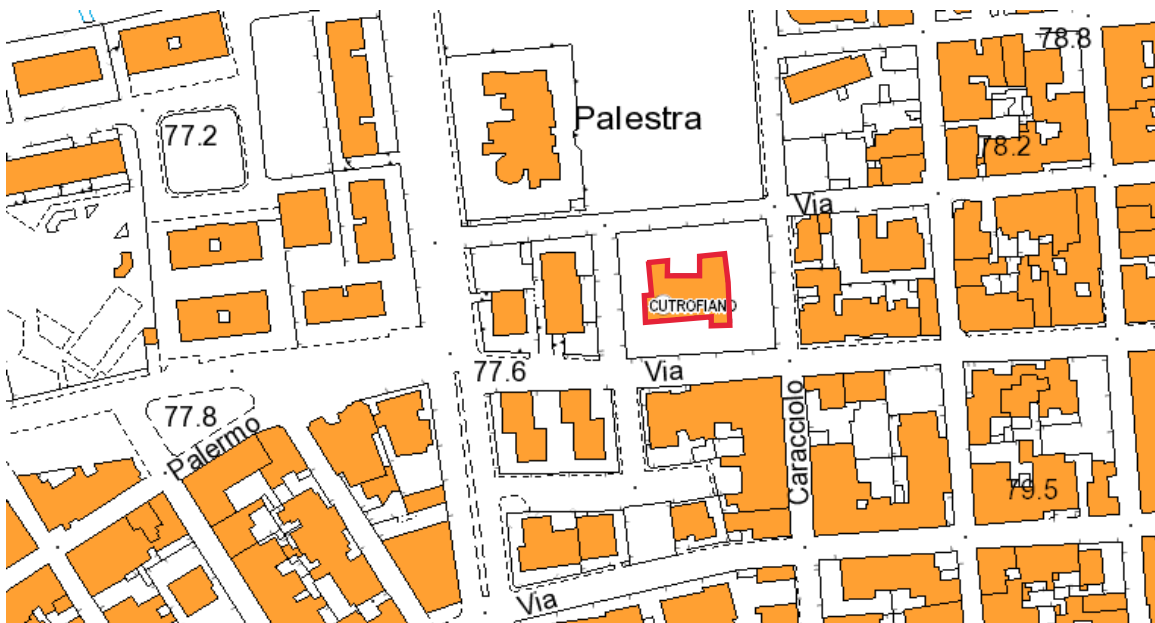 78.8
Palestra
77.2
78.2
Via
CUTROFIANO
77.6
Via
77.8
Caracciolo
Palermo
79.5
Via